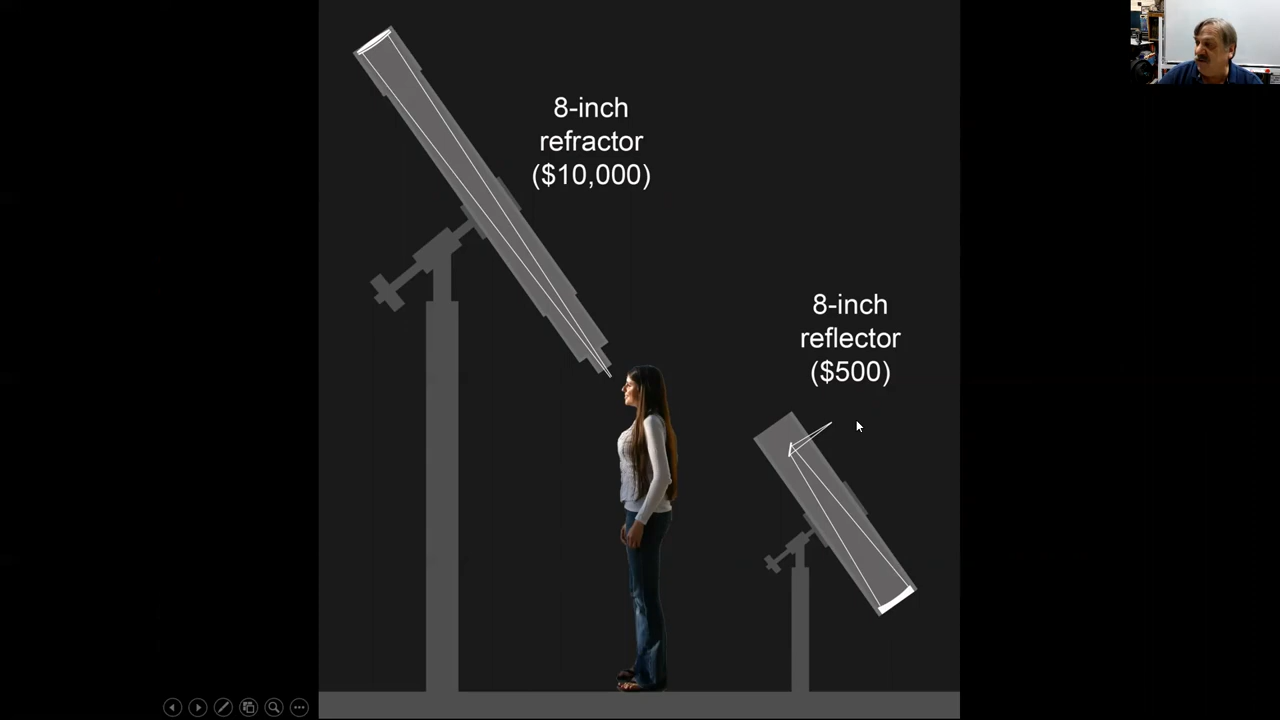 8-inch
refractor
($10,000)
8-inch
reflector
($500)